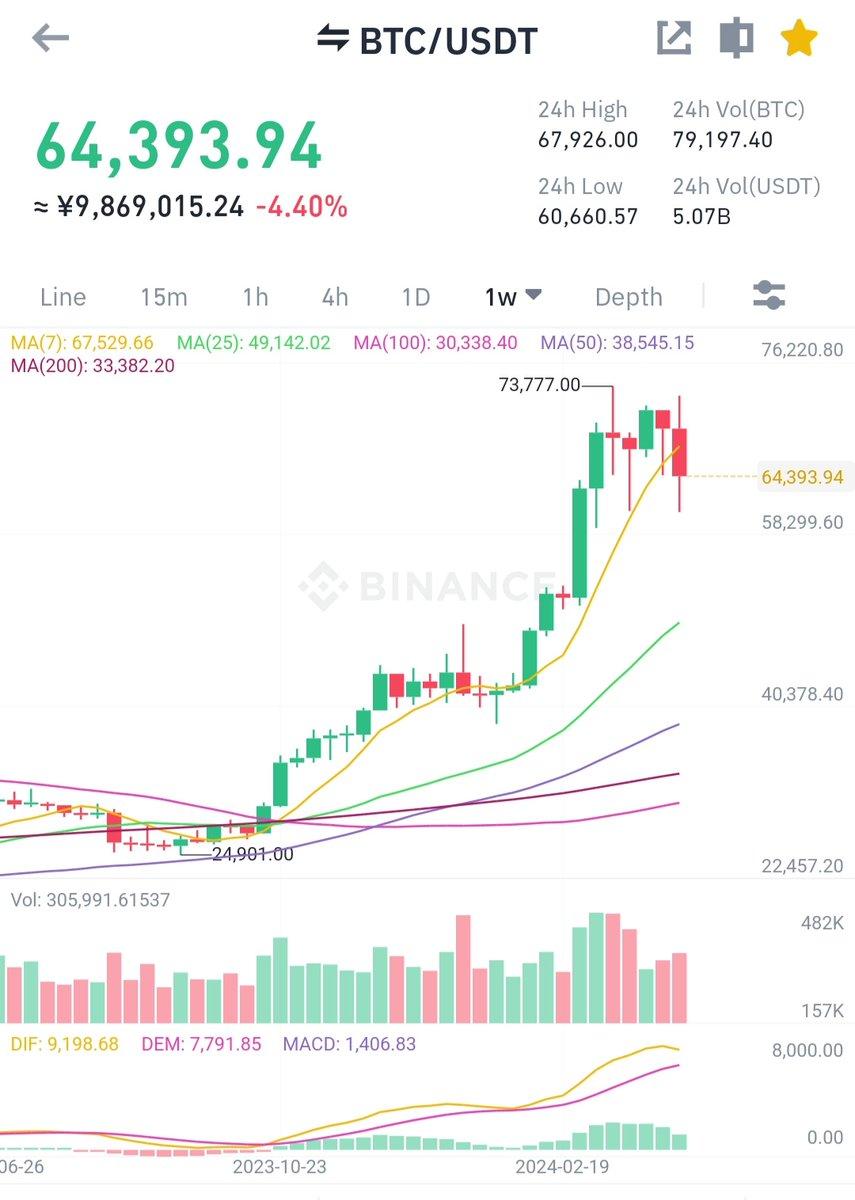 BTC/USDT
64,393.94
≈ ¥9,869,015.24 -4.40%
24h High
67,926.00
24h Vol(BTC)
79,197.40
24h Low
60,660.57
24h Vol(USDT)
5.07B
Line 15m 1h 4h 1D 1w Depth
MA(7): 67,529.66 MA(25): 49,142.02 MA(100): 30,338.40 MA(50): 38,545.15
MA(200): 33,382.20
76,220.80
73,777.00
64,393.94
58,299.60
BINANCE
40,378.40
24,901.00
22,457.20
Vol: 305,991.61537
482K
157K
DIF: 9,198.68 DEM: 7,791.85 MACD: 1,406.83
8,000.00
0.00
06-26 2023-10-23 2024-02-19